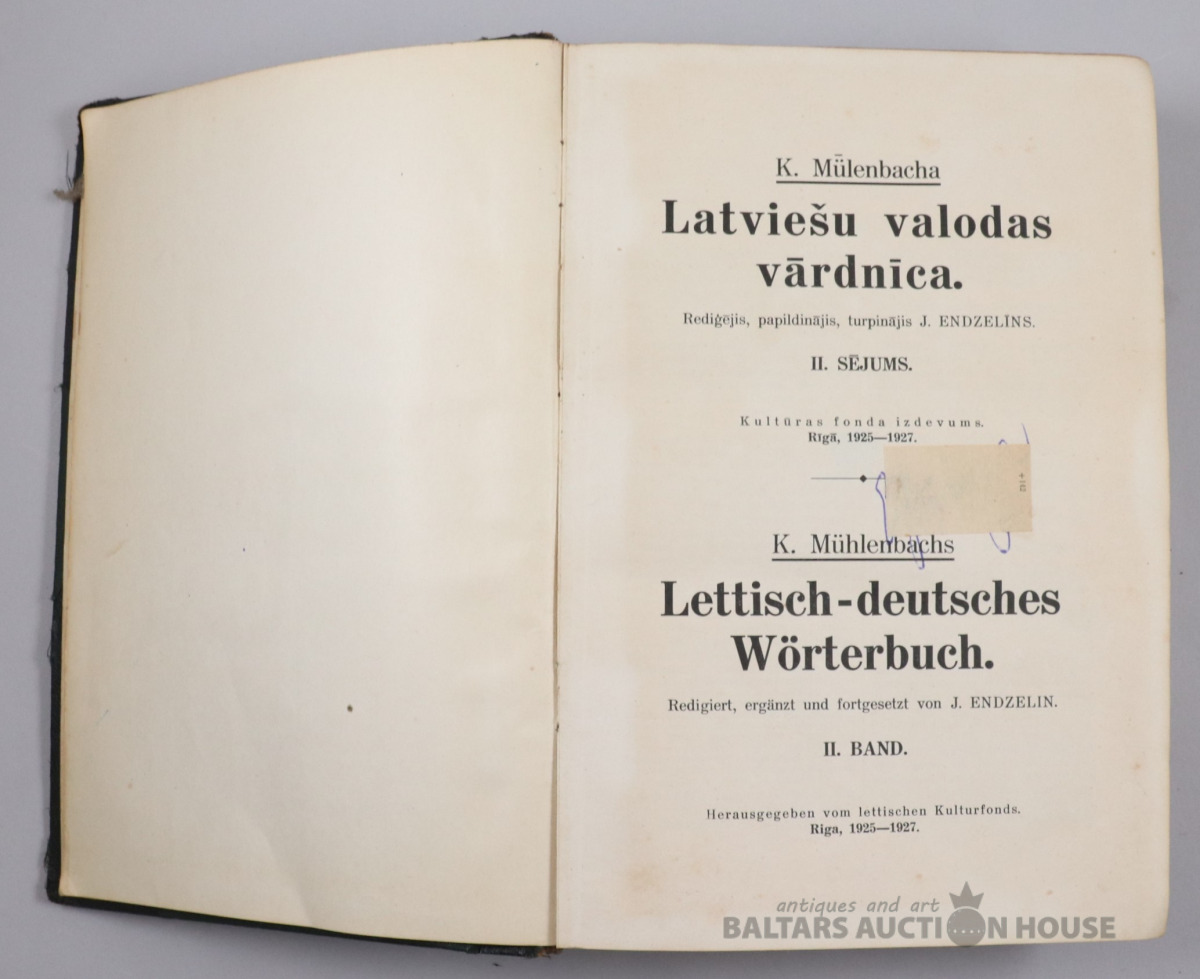 K. Mǖlenbacha
Latviešu valodas
vārdnīca.
Rediģējis, papildinājis, turpinājis J. ENDZELĪNS.
II. SĒJUMS.
Kultūras fonda izdevums.
Rīgā, 1925—1927.
K. Mühlenbachs
Lettisch-deutsches
Wörterbuch.
Redigiert, ergänzt und fortgesetzt von J. ENDZELIN.
II. BAND.
Herausgegeben vom lettischen Kulturfonds.
Riga, 1925—1927.
antiques and art
BALTARS AUCTION HOUSE